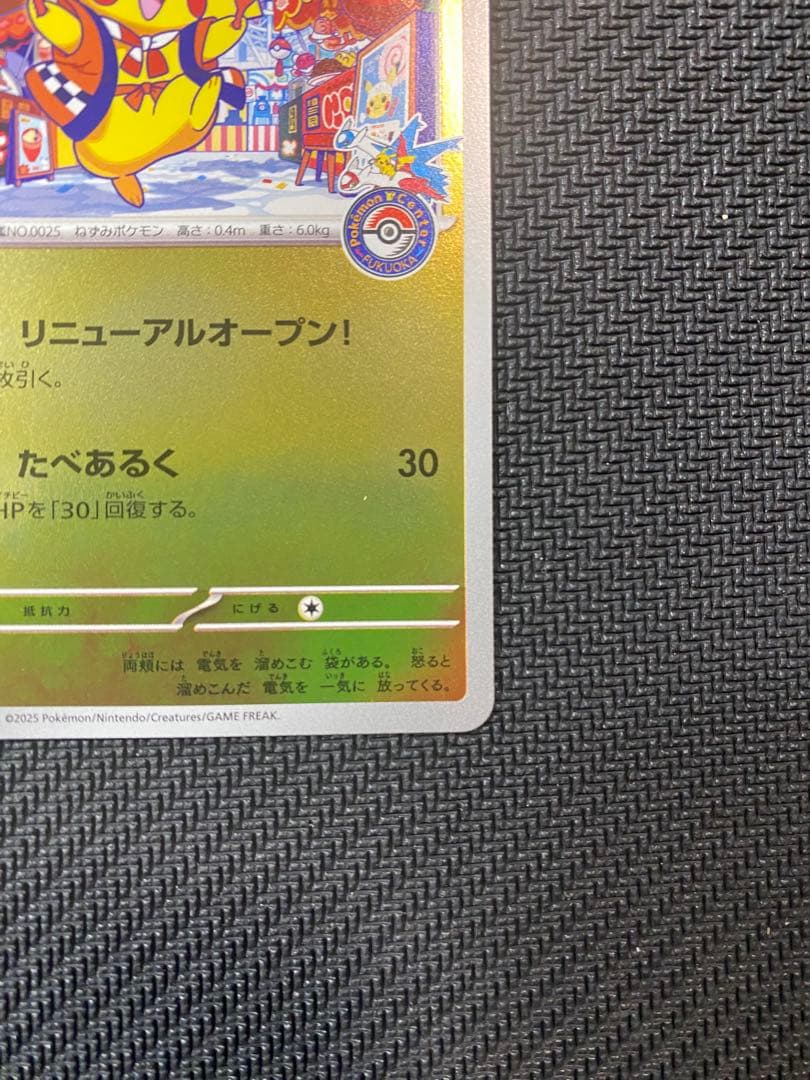 NO.0025 ねずみポケモン 高さ:0.4m 重さ:6.0kg
Pokémon Center
FUKUOKA
リニューアルオープン!
枚引く。
たべあるく 30
HPを「30」回復する。
抵抗力 にげる
両頬には 電気を 溜めこむ 袋がある。 怒ると
溜めこんだ 電気を 一気に 放ってくる。
©2025 Pokémon/Nintendo/Creatures/GAME FREAK.